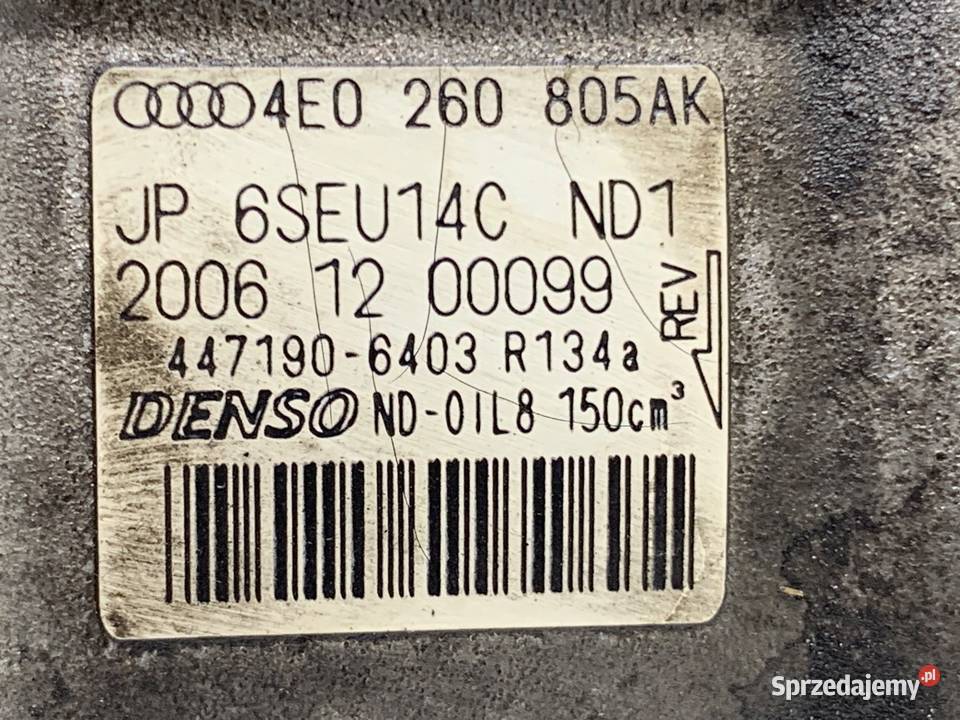 4E0 260 805AK
JP 6SEU14C ND1
2006 12 00099
REV
447190-6403 R134a
DENSO ND-OIL8 150cm³
Sprzedajemy.pl